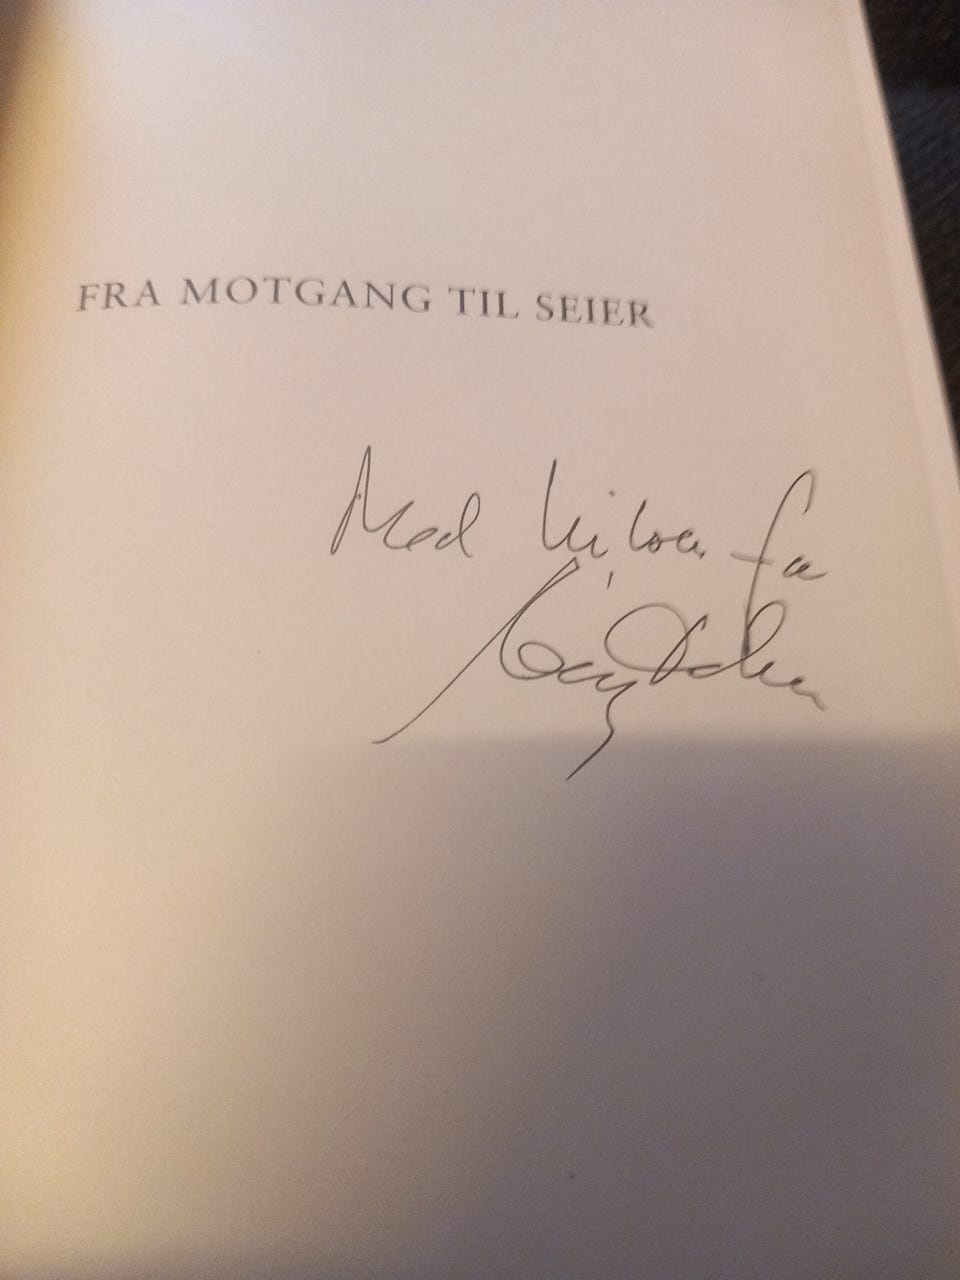 FRA MOTGANG TIL SEIER
Med hilsen fra